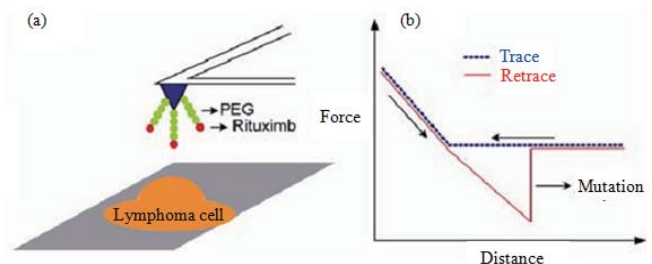 (a)
PEG
Rituximb
Lymphoma cell
(b)
Trace
Retrace
Force
Mutation
Distance